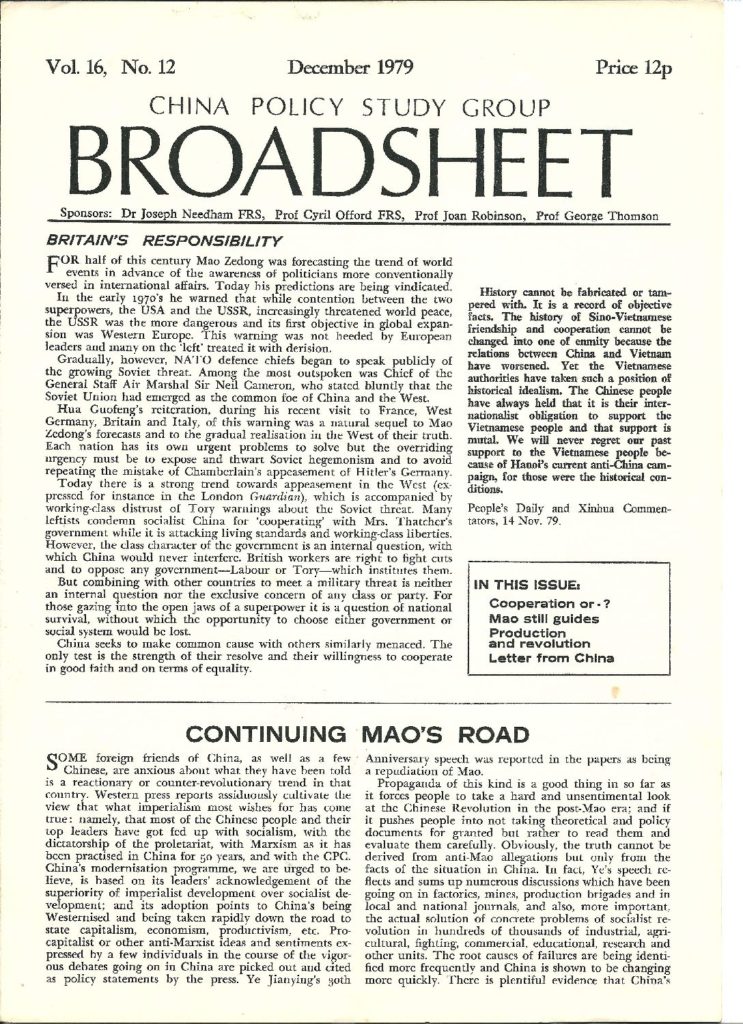 Vol. 16, No. 12 December 1979 Price 12p
CHINA POLICY STUDY GROUP
BROADSHEET
Sponsors: Dr Joseph Needham FRS, Prof Cyril Offord FRS, Prof Joan Robinson, Prof George Thomson
BRITAIN'S RESPONSIBILITY
FOR half of this century Mao Zedong was forecasting the trend of world
events in advance of the awareness of politicians more conventionally
versed in international affairs. Today his predictions are being vindicated.
In the early 1970's he warned that while contention between the two
superpowers, the USA and the USSR, increasingly threatened world peace,
the USSR was the more dangerous and its first objective in global expan-
sion was Western Europe. This warning was not heeded by European
leaders and many on the 'left' treated it with derision.
Gradually, however, NATO defence chiefs began to speak publicly of
the growing Soviet threat. Among the most outspoken was Chief of the
General Staff Air Marshal Sir Neil Cameron, who stated bluntly that the
Soviet Union had emerged as the common foe of China and the West.
Hua Guofeng's reiteration, during his recent visit to France, West
Germany, Britain and Italy, of this warning was a natural sequel to Mao
Zedong's forecasts and to the gradual realisation in the West of their truth.
Each nation has its own urgent problems to solve but the overriding
urgency must be to expose and thwart Soviet hegemonism and to avoid
repeating the mistake of Chamberlain's appeasement of Hitler's Germany.
Today there is a strong trend towards appeasement in the West (ex-
pressed for instance in the London Guardian), which is accompanied by
working-class distrust of Tory warnings about the Soviet threat. Many
leftists condemn socialist China for 'cooperating' with Mrs. Thatcher's
government while it is attacking living standards and working-class liberties.
However, the class character of the government is an internal question, with
which China would never interfere. British workers are right to fight cuts
and to oppose any government—Labour or Tory—which institutes them.
But combining with other countries to meet a military threat is neither
an internal question nor the exclusive concern of any class or party. For
those gazing into the open jaws of a superpower it is a question of national
survival, without which the opportunity to choose either government or
social system would be lost.
China seeks to make common cause with others similarly menaced. The
only test is the strength of their resolve and their willingness to cooperate
in good faith and on terms of equality.
History cannot be fabricated or tam-
pered with. It is a record of objective
facts. The history of Sino-Vietnamese
friendship and cooperation cannot be
changed into one of enmity because the
relations between China and Vietnam
have worsened. Yet the Vietnamese
authorities have taken such a position of
historical idealism. The Chinese people
have always held that it is their inter-
nationalist obligation to support the
Vietnamese people and that support is
mutal. We will never regret our past
support to the Vietnamese people be-
cause of Hanoi's current anti-China cam-
paign, for those were the historical con-
ditions.
People's Daily and Xinhua Commen-
tators, 14 Nov. 79.
IN THIS ISSUE:
Cooperation or - ?
Mao still guides
Production
and revolution
Letter from China
CONTINUING MAO'S ROAD
SOME foreign friends of China, as well as a few
Chinese, are anxious about what they have been told
is a reactionary or counter-revolutionary trend in that
country. Western press reports assiduously cultivate the
view that what imperialism most wishes for has come
true: namely, that most of the Chinese people and their
top leaders have got fed up with socialism, with the
dictatorship of the proletariat, with Marxism as it has
been practised in China for 50 years, and with the CPC.
China's modernisation programme, we are urged to be-
lieve, is based on its leaders' acknowledgement of the
superiority of imperialist development over socialist de-
velopment; and its adoption points to China's being
Westernised and being taken rapidly down the road to
state capitalism, economism, productivism, etc. Pro-
capitalist or other anti-Marxist ideas and sentiments ex-
pressed by a few individuals in the course of the vigor-
ous debates going on in China are picked out and cited
as policy statements by the press. Ye Jianying's 30th
Anniversary speech was reported in the papers as being
a repudiation of Mao.
Propaganda of this kind is a good thing in so far as
it forces people to take a hard and unsentimental look
at the Chinese Revolution in the post-Mao era; and if
it pushes people into not taking theoretical and policy
documents for granted but rather to read them and
evaluate them carefully. Obviously, the truth cannot be
derived from anti-Mao allegations but only from the
facts of the situation in China. In fact, Ye's speech re-
flects and sums up numerous discussions which have been
going on in factories, mines, production brigades and in
local and national journals, and also, more important,
the actual solution of concrete problems of socialist re-
volution in hundreds of thousands of industrial, agri-
cultural, fighting, commercial, educational, research and
other units. The root causes of failures are being identi-
fied more frequently and China is shown to be changing
more quickly. There is plentiful evidence that China's